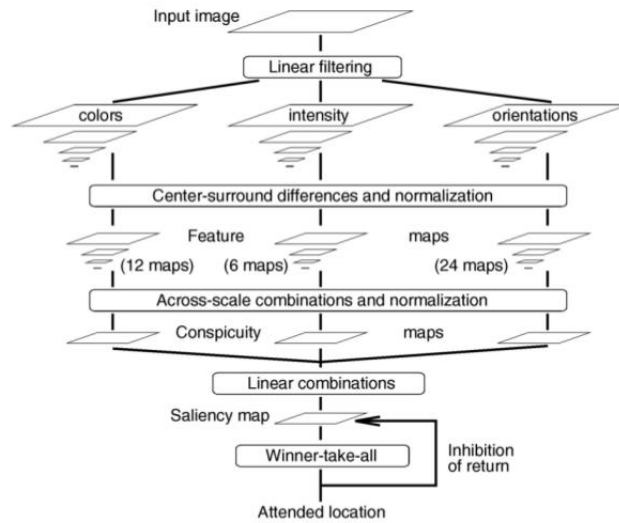 Input image
Linear filtering
colors intensity orientations
Center-surround differences and normalization
Feature maps
(12 maps) (6 maps) (24 maps)
Across-scale combinations and normalization
Conspicuity maps
Linear combinations
Saliency map
Winner-take-all
Inhibition
of return
Attended location